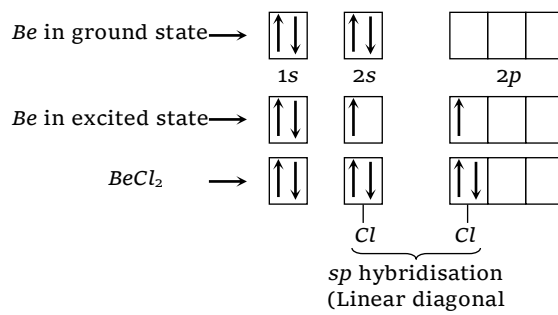 Be in ground state
1s 2s 2p
Be in excited state
BeCl₂
Cl Cl
sp hybridisation
(Linear diagonal